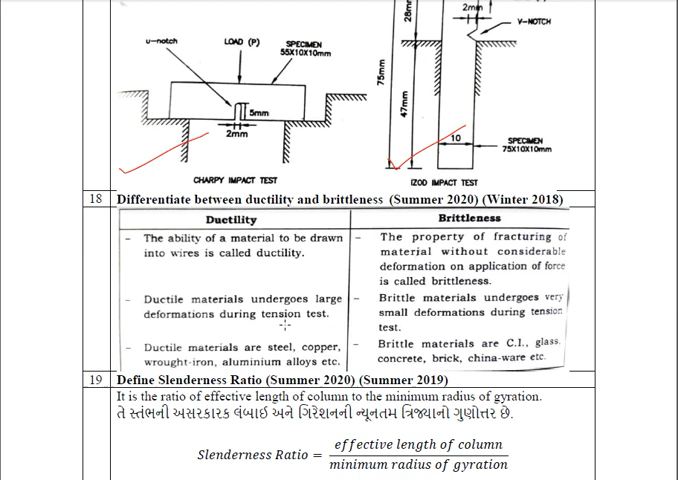 28mm
2mm
V-NOTCH
u-notch
LOAD (P)
SPECIMEN
55X10X10mm
75mm
5mm
2mm
47mm
10
SPECIMEN
75X10X10mm
CHARPY IMPACT TEST
IZOD IMPACT TEST
18 Differentiate between ductility and brittleness (Summer 2020) (Winter 2018)
Ductility
- The ability of a material to be drawn
into wires is called ductility.
- Ductile materials undergoes large
deformations during tension test.
- Ductile materials are steel, copper,
wrought-iron, aluminium alloys etc.
Brittleness
- The property of fracturing of
material without considerable
deformation on application of force
is called brittleness.
- Brittle materials undergoes very
small deformations during tension
test.
- Brittle materials are C.I., glass.
concrete, brick, china-ware etc.
19 Define Slenderness Ratio (Summer 2020) (Summer 2019)
It is the ratio of effective length of column to the minimum radius of gyration.
તે સ્તંભની અસરકારક લંબાઈ અને ગિરેશનની ન્યૂનતમ ત્રિજ્યાનો ગુણોત્તર છે.
Slenderness Ratio = effective length of column
minimum radius of gyration